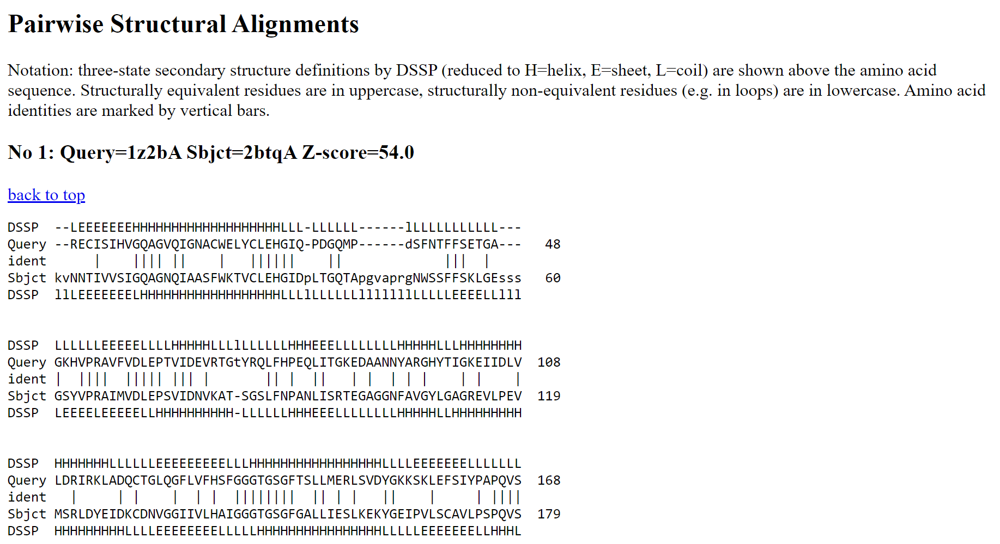 Pairwise Structural Alignments
Notation: three-state secondary structure definitions by DSSP (reduced to H=helix, E=sheet, L=coil) are shown above the amino acid
sequence. Structurally equivalent residues are in uppercase, structurally non-equivalent residues (e.g. in loops) are in lowercase. Amino acid
identities are marked by vertical bars.
No 1: Query=1z2bA Sbjct=2btqA Z-score=54.0
back to top
DSSP  --LEEEEEEEHHHHHHHHHHHHHHHHHHHLLL-LLLLLL------lLLLLLLLLLLL---
Query --RECISIHVGQAGVQIGNACWELYCLEHGIQ-PDGQMP------dSFNTFFSETGA---   48
ident      |    |||| ||    |   ||||||    ||             |||  |
Sbjct kvNNTIVVSIGQAGNQIAASFWKTVCLEHGIDpLTGQTApgvaprgNWSSFFSKLGEsss   60
DSSP  llLEEEEEEELHHHHHHHHHHHHHHHHHHLLLlLLLLLLlllllllLLLLLEEEELLlll
DSSP  LLLLLLEEEEELLLLHHHHHLLLlLLLLLLHHHEEELLLLLLLLHHHHHLLLHHHHHHHH
Query GKHVPRAVFVDLEPTVIDEVRTGtYRQLFHPEQLITGKEDAANNYARGHYTIGKEIIDLV  108
ident |  ||||  ||||| ||| |       || |  ||   | |  | | |    | |    |
Sbjct GSYVPRAIMVDLEPSVIDNVKAT-SGSLFNPANLISRTEGAGGNFAVGYLGAGREVLPEV  119
DSSP  LEEEELEEEEELLHHHHHHHHHH-LLLLLLHHHEEELLLLLLLLHHHHHLLHHHHHHHHH
DSSP  HHHHHHHLLLLLLEEEEEEEEELLLHHHHHHHHHHHHHHHHHLLLLEEEEEEELLLLLLL
Query LDRIRKLADQCTGLQGFLVFHSFGGGTGSGFTSLLMERLSVDYGKKSKLEFSIYPAPQVS  168
ident   |     | |    |  | |  ||||||||  || | |   ||    |     | ||||
Sbjct MSRLDYEIDKCDNVGGIIVLHAIGGGTGSGFGALLIESLKEKYGEIPVLSCAVLPSPQVS  179
DSSP  HHHHHHHHHLLLLEEEEEEEELLLLLHHHHHHHHHHHHHHHHLLLLLEEEEEEELLHHHL